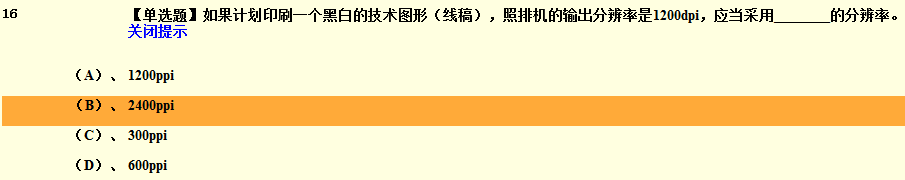 16 【单选题】如果计划印刷一个黑白的技术图形（线稿），照排机的输出分辨率是1200dpi，应当采用________的分辨率。
关闭提示
（A）、 1200ppi
（B）、 2400ppi
（C）、 300ppi
（D）、 600ppi